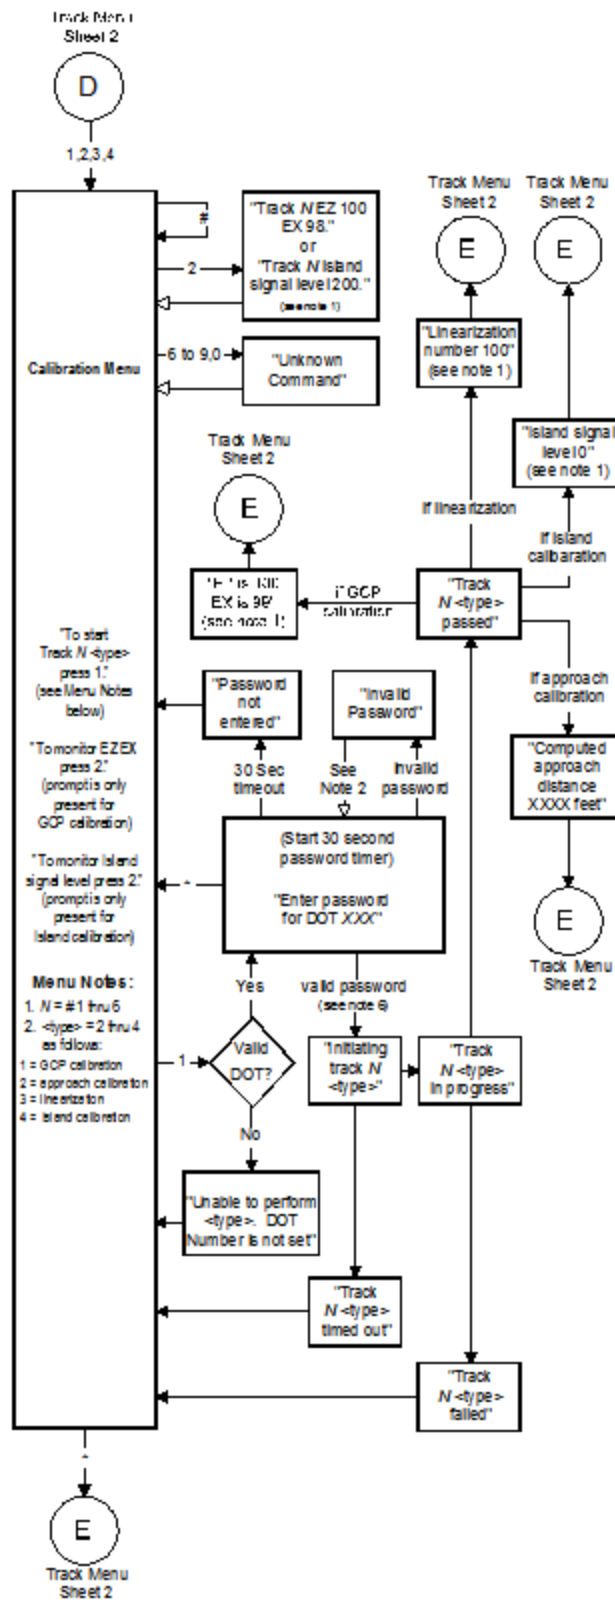 Track Menu
Sheet 2
D
1,2,3,4
#
"Track N EZ 100
EX 98."
or
"Track N Island
signal level 200."
(see note 1)
2
6 to 9,0
"Unknown
Command"
Calibration Menu
Track Menu
Sheet 2
E
Track Menu
Sheet 2
E
"Linearization
number 100"
(see note 1)
"Island signal
level 0"
(see note 1)
If linearization
If Island
calibaration
Track Menu
Sheet 2
E
EX is 98"
(see note 1)
if GCP
calibration
"Track
N <type>
passed"
If approach
calibration
"Computed
approach
distance
XXXX feet"
E
Track Menu
Sheet 2
"To start
Track N <type>
press 1."
(see Menu Notes
below)
"To monitor EZ EX
press 2."
(prompt is only
present for
GCP calibration)
"To monitor Island
signal level press 2."
(prompt is only
present for
Island calibration)
Menu Notes:
1. N = #1 thru 6
2. <type> = 2 thru 4
as follows:
1 = GCP calibration
2 = approach calibration
3 = linearization
4 = Island calibration
"Password
not
entered"
"Invalid
Password"
30 Sec
timeout
See
Note 2
Invalid
password
(Start 30 second
password timer)
"Enter password
for DOT XXX"
*
Yes
valid password
(see note 6)
1
Valid
DOT?
"Initiating
track N
<type>"
"Track
N <type>
In progress"
No
"Unable to perform
<type>. DOT
Number is not set"
"Track
N <type>
timed out"
"Track
N <type>
failed"
*
E
Track Menu
Sheet 2